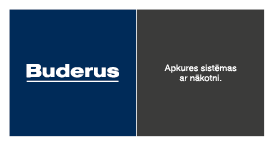 Buderus
Apkures sistēmas
ar nākotni.